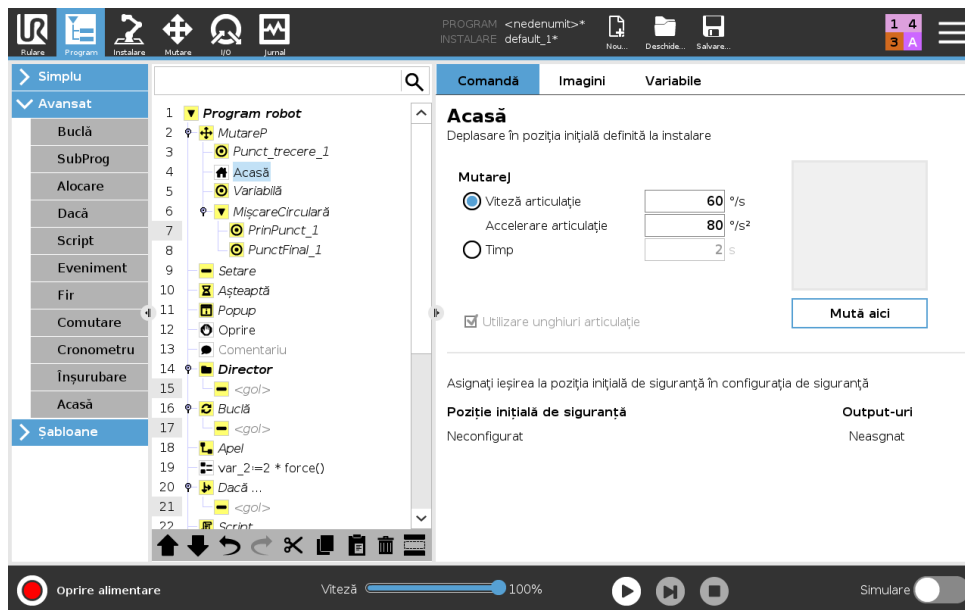 UR
PROGRAM <nedenumit>*
INSTALARE default_1*
Rulare
Program
Instalare
Mutare
I/O
Jurnal
Nou...
Deschide...
Salvare...
1 4
3 A
Simplu
Avansat
Buclă
SubProg
Alocare
Dacă
Script
Eveniment
Fir
Comutare
Cronometru
Înșurubare
Acasă
Șabloane
1 Program robot
2 MutareP
3 Punct_trecere_1
4 Acasă
5 Variabilă
6 MișcareCirculară
7 PrinPunct_1
8 PunctFinal_1
9 Setare
10 Așteaptă
11 Popup
12 Oprire
13 Comentariu
14 Director
15 <gol>
16 Buclă
17 <gol>
18 Apel
19 var_2≔2 * force()
20 Dacă ...
21 <gol>
22 Script
Comandă
Imagini
Variabile
Acasă
Deplasare în poziția inițială definită la instalare
MutareJ
Viteză articulație 60 °/s
Accelerare articulație 80 °/s²
Timp 2 s
Mută aici
Utilizare unghiuri articulație
Asignați ieșirea la poziția inițială de siguranță în configurația de siguranță
Poziție inițială de siguranță Output-uri
Neconfigurat Neasgnat
Oprire alimentare
Viteză 100%
Simulare